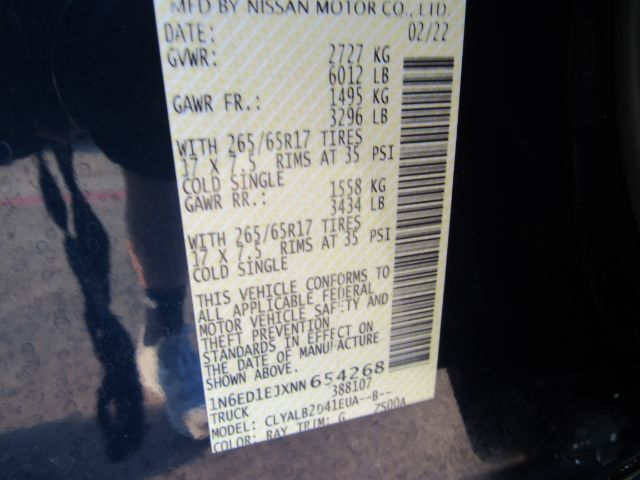 MFD BY NISSAN MOTOR CO., LTD.
DATE: 02/22
GVWR: 2727 KG
6012 LB
GAWR FR.: 1495 KG
3296 LB
WITH 265/65R17 TIRES
17 X 7.5 RIMS AT 35 PSI
COLD SINGLE
GAWR RR.: 1558 KG
3434 LB
WITH 265/65R17 TIRES
17 X 7.5 RIMS AT 35 PSI
COLD SINGLE
THIS VEHICLE CONFORMS TO
ALL APPLICABLE FEDERAL
MOTOR VEHICLE SAFETY AND
THEFT PREVENTION
STANDARDS IN EFFECT ON
THE DATE OF MANUFACTURE
SHOWN ABOVE.
1N6ED1EJXNN654268
TRUCK 388107
MODEL: CLYALB2D41EUA--B--
COLOR: RAY TRIM: G ZS00A